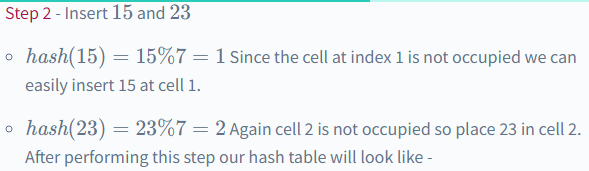 Step 2 - Insert 15 and 23
hash(15) = 15%7 = 1 Since the cell at index 1 is not occupied we can
easily insert 15 at cell 1.
hash(23) = 23%7 = 2 Again cell 2 is not occupied so place 23 in cell 2.
After performing this step our hash table will look like -